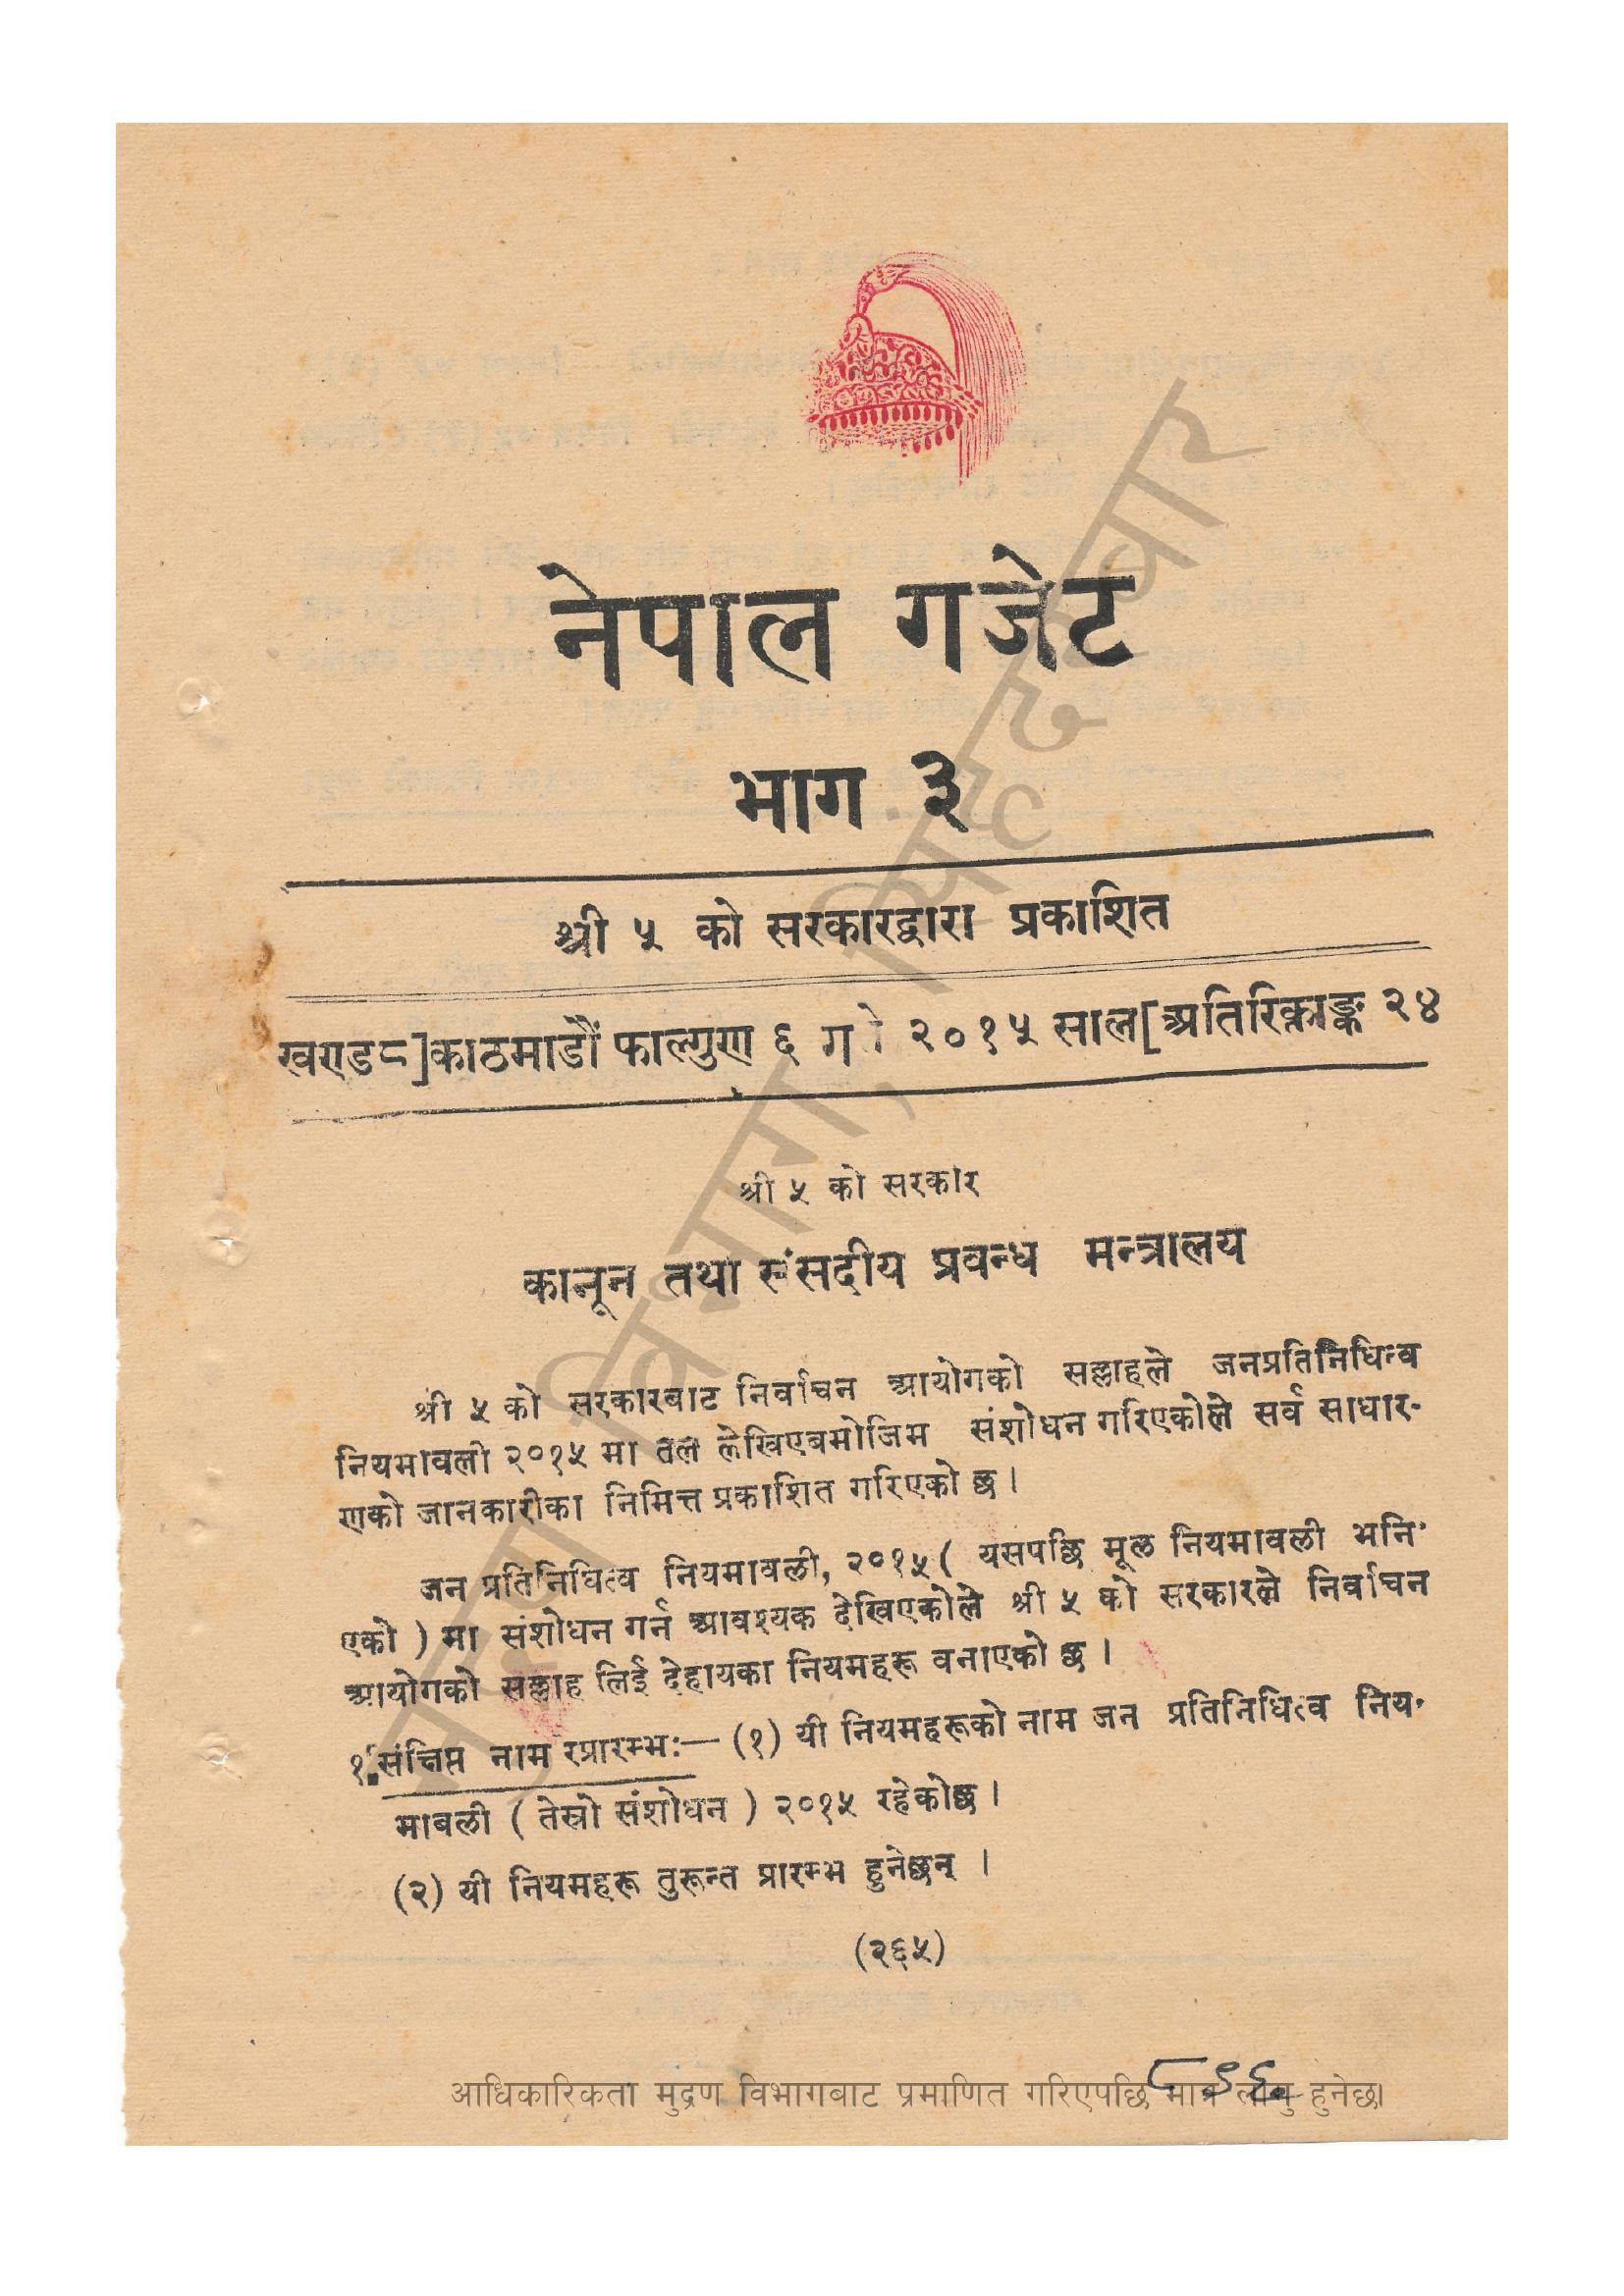 नेपाल गजेट
भाग ३
श्री ५ को सरकारद्वारा प्रकाशित
खण्ड८]काठमाडौं फाल्गुण ६ गते २०१५ साल[अतिरिक्ताङ्क २४
श्री ५ को सरकार
कानून तथा संसदीय प्रवन्ध मन्त्रालय
श्री ५ को सरकारबाट निर्वाचन आयोगको सल्लाहले जनप्रतिनिधित्व
नियमावली २०१५ मा तल लेखिएबमोजिम संशोधन गरिएकोले सर्व साधार-
णको जानकारीका निमित्त प्रकाशित गरिएको छ।
जन प्रतिनिधित्व नियमावली, २०१५ ( यसपछि मूल नियमावली भनि-
एको ) मा संशोधन गर्न आवश्यक देखिएकोले श्री ५ को सरकारले निर्वाचन
आयोगको सल्लाह लिई देहायका नियमहरू वनाएको छ।
१. संक्षिप्त नाम र प्रारम्भः— (१) यी नियमहरूको नाम जन प्रतिनिधित्व निय-
मावली ( तेस्रो संशोधन ) २०१५ रहेकोछ।
(२) यी नियमहरू तुरून्त प्रारम्भ हुनेछन् ।
(२६५)
आधिकारिकता मुद्रण विभागबाट प्रमाणित गरिएपछि मात्र लागु हुनेछ।
मुद्रण विभाग, सिंहदरबार